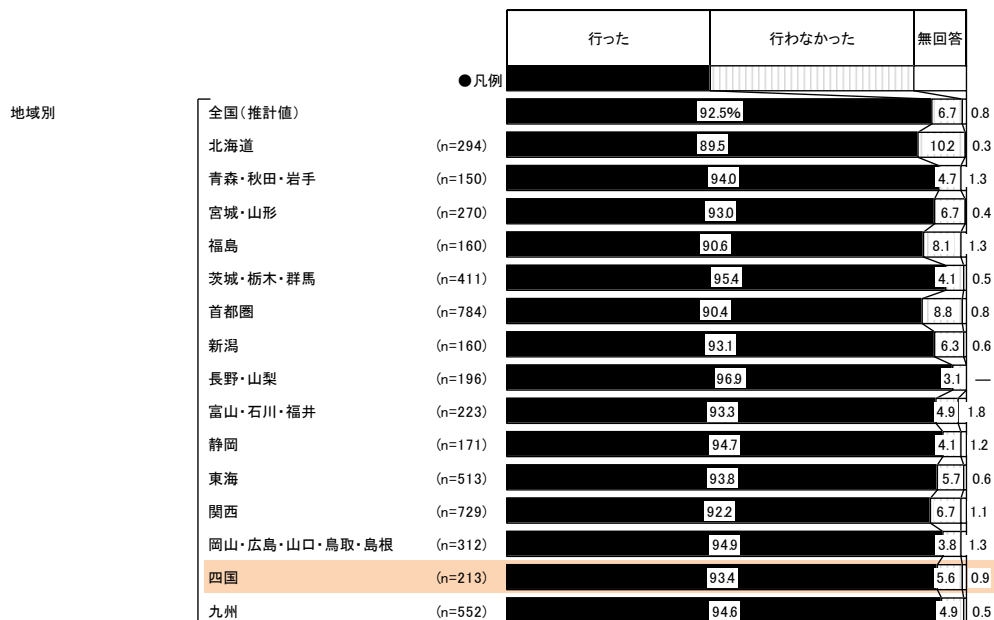 行った 行わなかった 無回答
●凡例
地域別 全国(推計値) 92.5% 6.7 0.8
北海道 (n=294) 89.5 10.2 0.3
青森・秋田・岩手 (n=150) 94.0 4.7 1.3
宮城・山形 (n=270) 93.0 6.7 0.4
福島 (n=160) 90.6 8.1 1.3
茨城・栃木・群馬 (n=411) 95.4 4.1 0.5
首都圏 (n=784) 90.4 8.8 0.8
新潟 (n=160) 93.1 6.3 0.6
長野・山梨 (n=196) 96.9 3.1 ―
富山・石川・福井 (n=223) 93.3 4.9 1.8
静岡 (n=171) 94.7 4.1 1.2
東海 (n=513) 93.8 5.7 0.6
関西 (n=729) 92.2 6.7 1.1
岡山・広島・山口・鳥取・島根 (n=312) 94.9 3.8 1.3
四国 (n=213) 93.4 5.6 0.9
九州 (n=552) 94.6 4.9 0.5